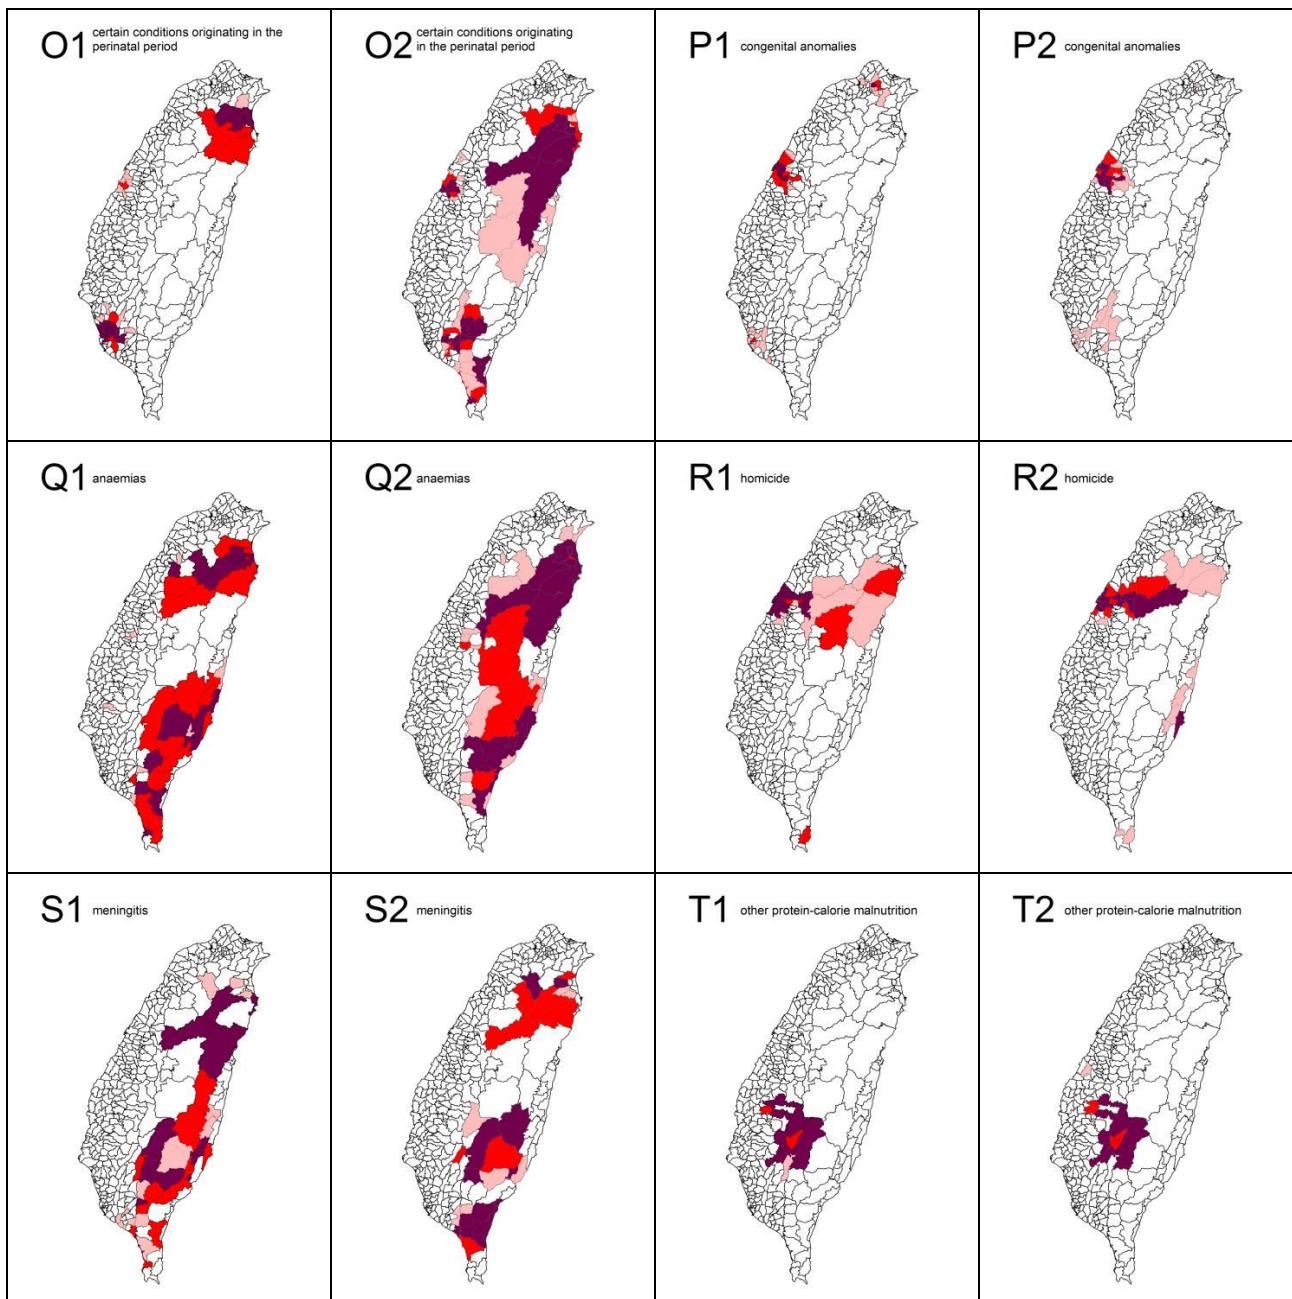 O1 certain conditions originating in the
perinatal period
O2 certain conditions originating
in the perinatal period
P1 congenital anomalies
P2 congenital anomalies
Q1 anaemias
Q2 anaemias
R1 homicide
R2 homicide
S1 meningitis
S2 meningitis
T1 other protein-calorie malnutrition
T2 other protein-calorie malnutrition